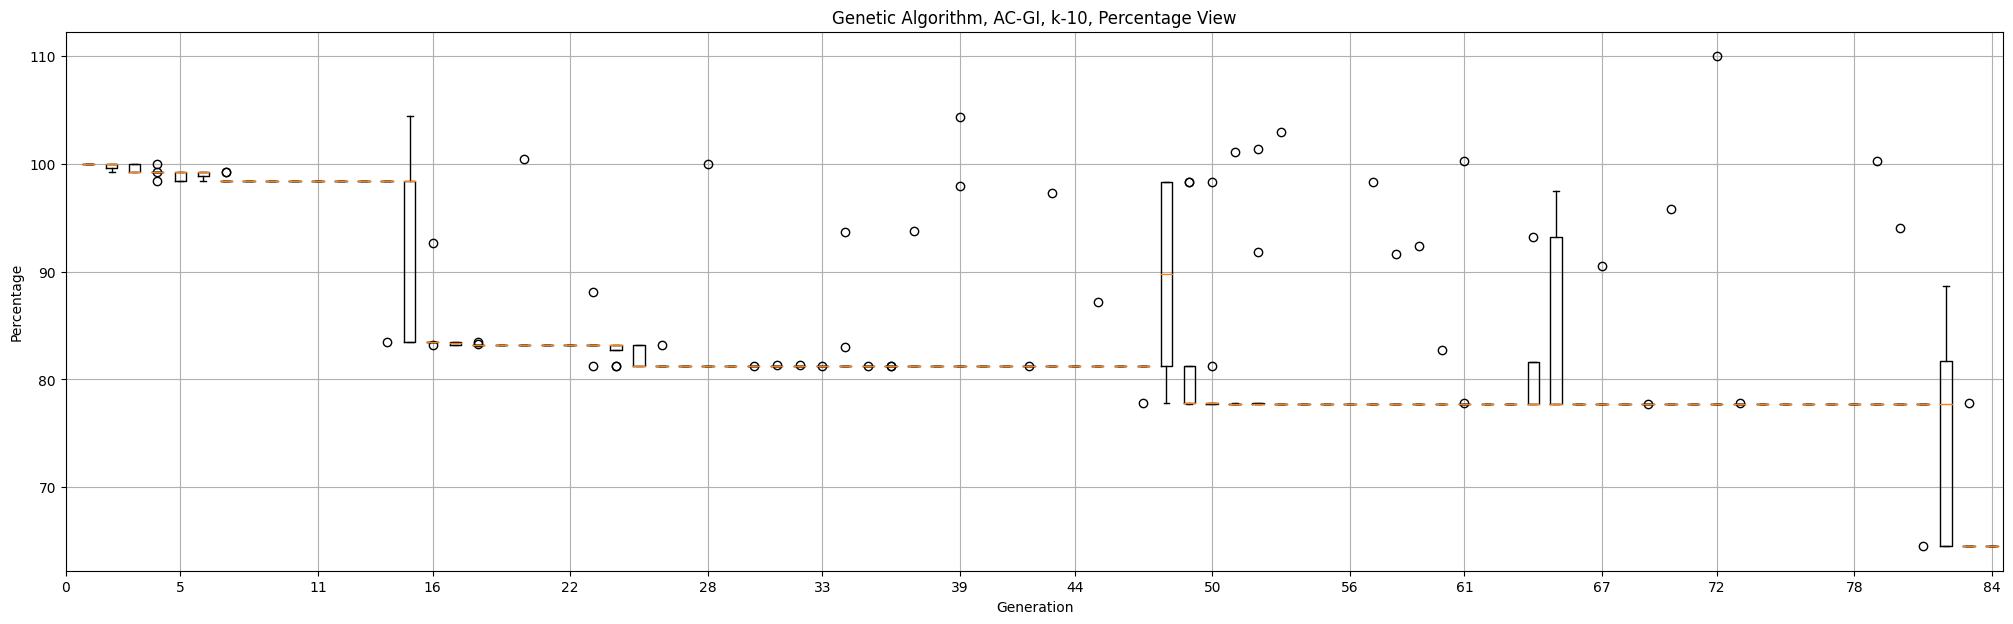 Genetic Algorithm, AC-GI, k-10, Percentage View
110
100
90
80
70
Percentage
0 5 11 16 22 28 33 39 44 50 56 61 67 72 78 84
Generation